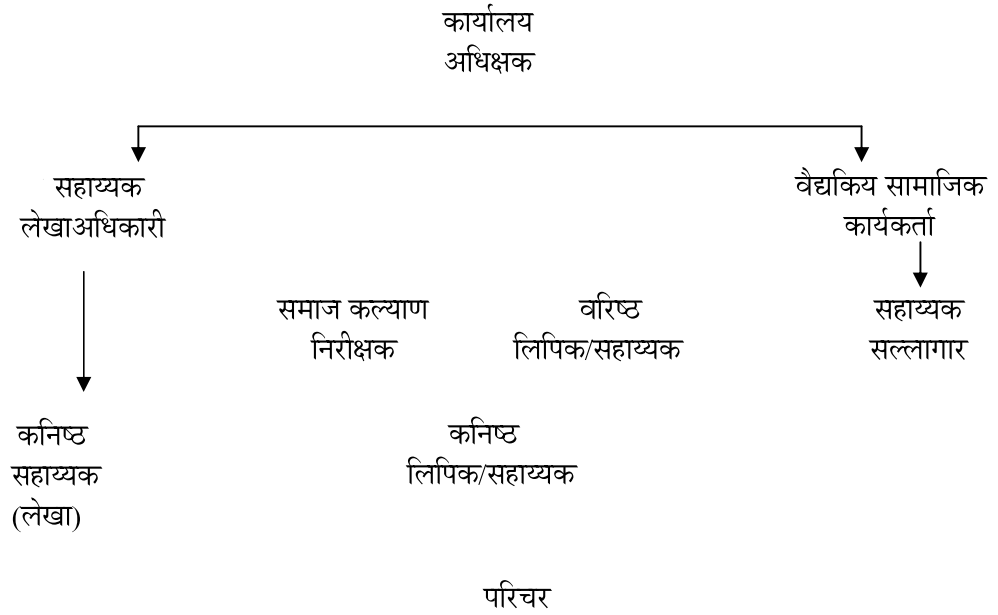 कार्यालय
अधिक्षक
सहाय्यक
लेखाअधिकारी
वैद्यकिय सामाजिक
कार्यकर्ता
समाज कल्याण
निरीक्षक
वरिष्ठ
लिपिक/सहाय्यक
सहाय्यक
सल्लागार
कनिष्ठ
सहाय्यक
(लेखा)
कनिष्ठ
लिपिक/सहाय्यक
परिचर